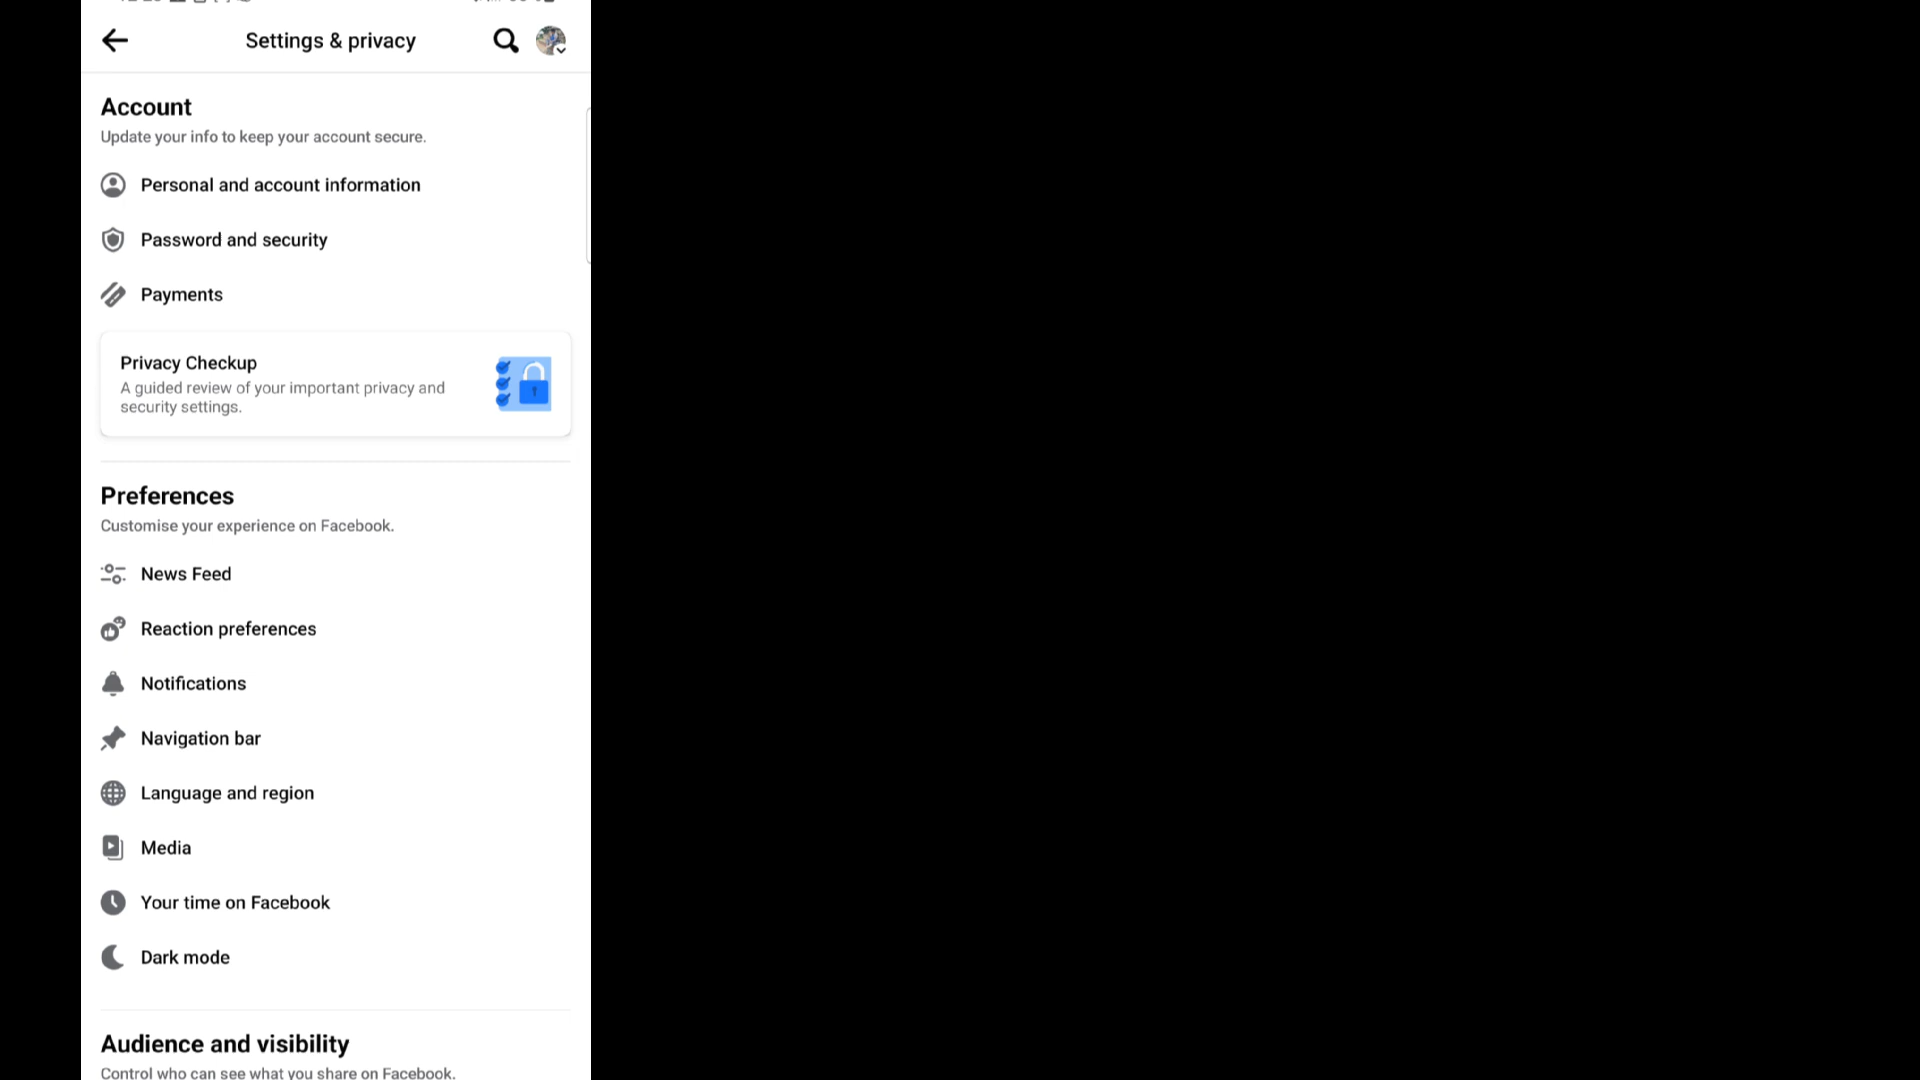 Settings & privacy
Account
Update your info to keep your account secure.
Personal and account information
Password and security
Payments
Privacy Checkup
A guided review of your important privacy and
security settings.
Preferences
Customise your experience on Facebook.
News Feed
Reaction preferences
Notifications
Navigation bar
Language and region
Media
Your time on Facebook
Dark mode
Audience and visibility
Control who can see what you share on Facebook.